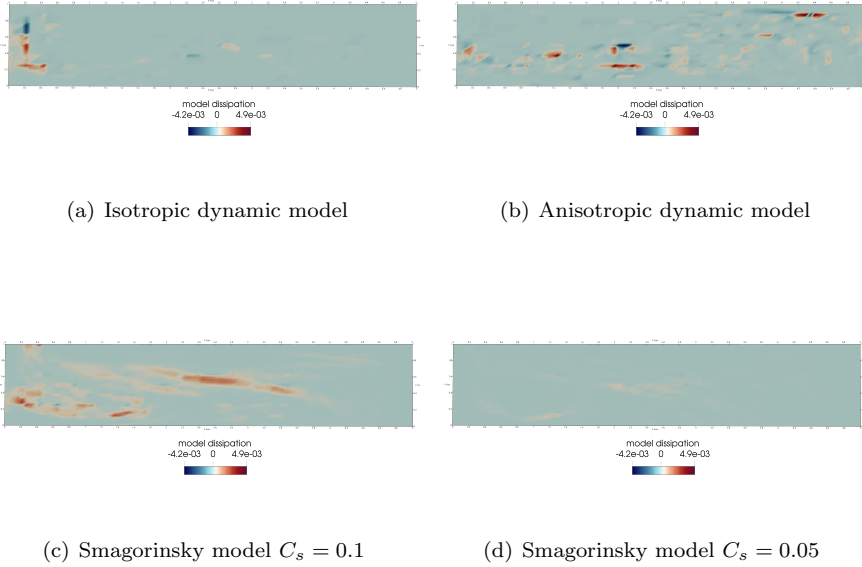 model dissipation
-4.2e-03 0 4.9e-03
model dissipation
-4.2e-03 0 4.9e-03
(a) Isotropic dynamic model
(b) Anisotropic dynamic model
model dissipation
-4.2e-03 0 4.9e-03
model dissipation
-4.2e-03 0 4.9e-03
(c) Smagorinsky model C_s = 0.1
(d) Smagorinsky model C_s = 0.05